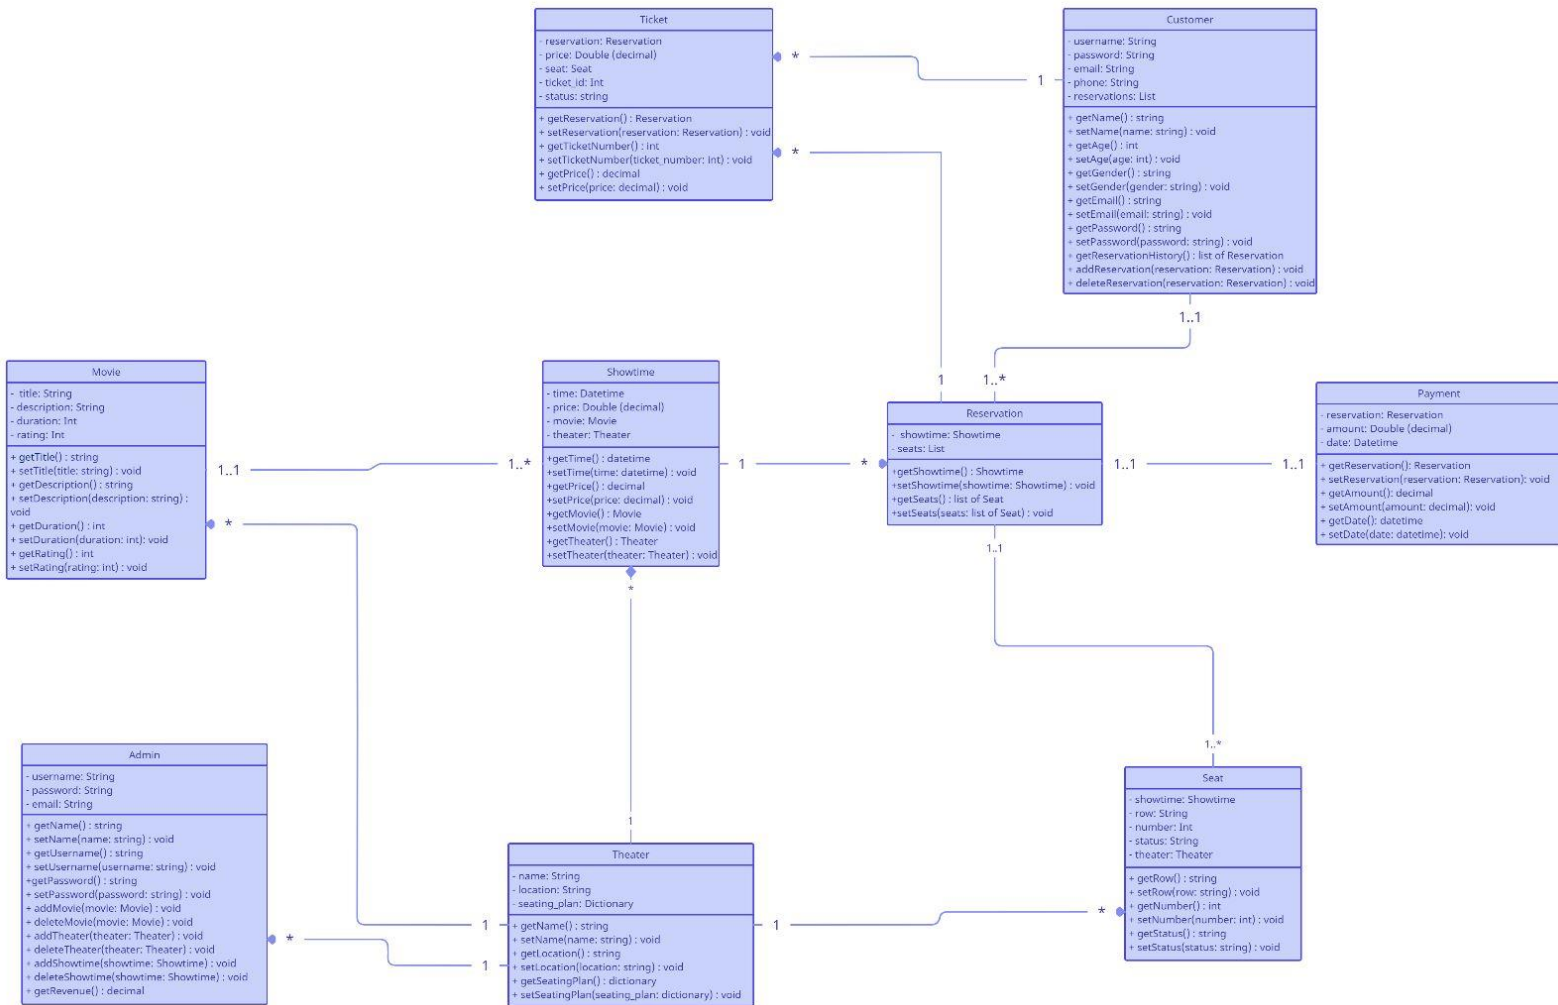 Ticket
- reservation: Reservation
- price: Double (decimal)
- seat: Seat
- ticket_id: Int
- status: string
+ getReservation() : Reservation
+ setReservation(reservation: Reservation) : void
+ getTicketNumber() : int
+ setTicketNumber(ticket_number: int) : void
+ getPrice() : decimal
+ setPrice(price: decimal) : void
*
1
*
1
Customer
- username: String
- password: String
- email: String
- phone: String
- reservations: List
+ getName() : string
+ setName(name: string) : void
+ getAge() : int
+ setAge(age: int) : void
+ getGender() : string
+ setGender(gender: string) : void
+ getEmail() : string
+ setEmail(email: string) : void
+ getPassword() : string
+ setPassword(password: string) : void
+ getReservationHistory() : list of Reservation
+ addReservation(reservation: Reservation) : void
+ deleteReservation(reservation: Reservation) : void
1..1
1..*
Movie
- title: String
- description: String
- duration: Int
- rating: Int
+ getTitle() : string
+ setTitle(title: string) : void
+ getDescription() : string
+ setDescription(description: string) :
void
+ getDuration() : int
+ setDuration(duration: int): void
+ getRating() : int
+ setRating(rating: int) : void
1..1
1..*
*
1
Showtime
- time: Datetime
- price: Double (decimal)
- movie: Movie
- theater: Theater
+getTime() : datetime
+setTime(time: datetime) : void
+getPrice() : decimal
+setPrice(price: decimal) : void
+getMovie() : Movie
+setMovie(movie: Movie) : void
+getTheater() : Theater
+setTheater(theater: Theater) : void
1
*
*
1
Reservation
- showtime: Showtime
- seats: List
+getShowtime() : Showtime
+setShowtime(showtime: Showtime) : void
+getSeats() : list of Seat
+setSeats(seats: list of Seat) : void
1..1
1..1
1..1
1..*
Payment
- reservation: Reservation
- amount: Double (decimal)
- date: Datetime
+ getReservation(): Reservation
+ setReservation(reservation: Reservation): void
+ getAmount(): decimal
+ setAmount(amount: decimal): void
+ getDate(): datetime
+ setDate(date: datetime): void
Admin
- username: String
- password: String
- email: String
+ getName() : string
+ setName(name: string) : void
+ getUsername() : string
+ setUsername(username: string) : void
+getPassword() : string
+ setPassword(password: string) : void
+ addMovie(movie: Movie) : void
+ deleteMovie(movie: Movie) : void
+ addTheater(theater: Theater) : void
+ deleteTheater(theater: Theater) : void
+ addShowtime(showtime: Showtime) : void
+ deleteShowtime(showtime: Showtime) : void
+ getRevenue() : decimal
*
1
Theater
- name: String
- location: String
- seating_plan: Dictionary
+ getName() : string
+ setName(name: string) : void
+ getLocation() : string
+ setLocation(location: string) : void
+ getSeatingPlan() : dictionary
+ setSeatingPlan(seating_plan: dictionary) : void
1
*
Seat
- showtime: Showtime
- row: String
- number: Int
- status: String
- theater: Theater
+ getRow() : string
+ setRow(row: string) : void
+ getNumber() : int
+ setNumber(number: int) : void
+ getStatus() : string
+ setStatus(status: string) : void